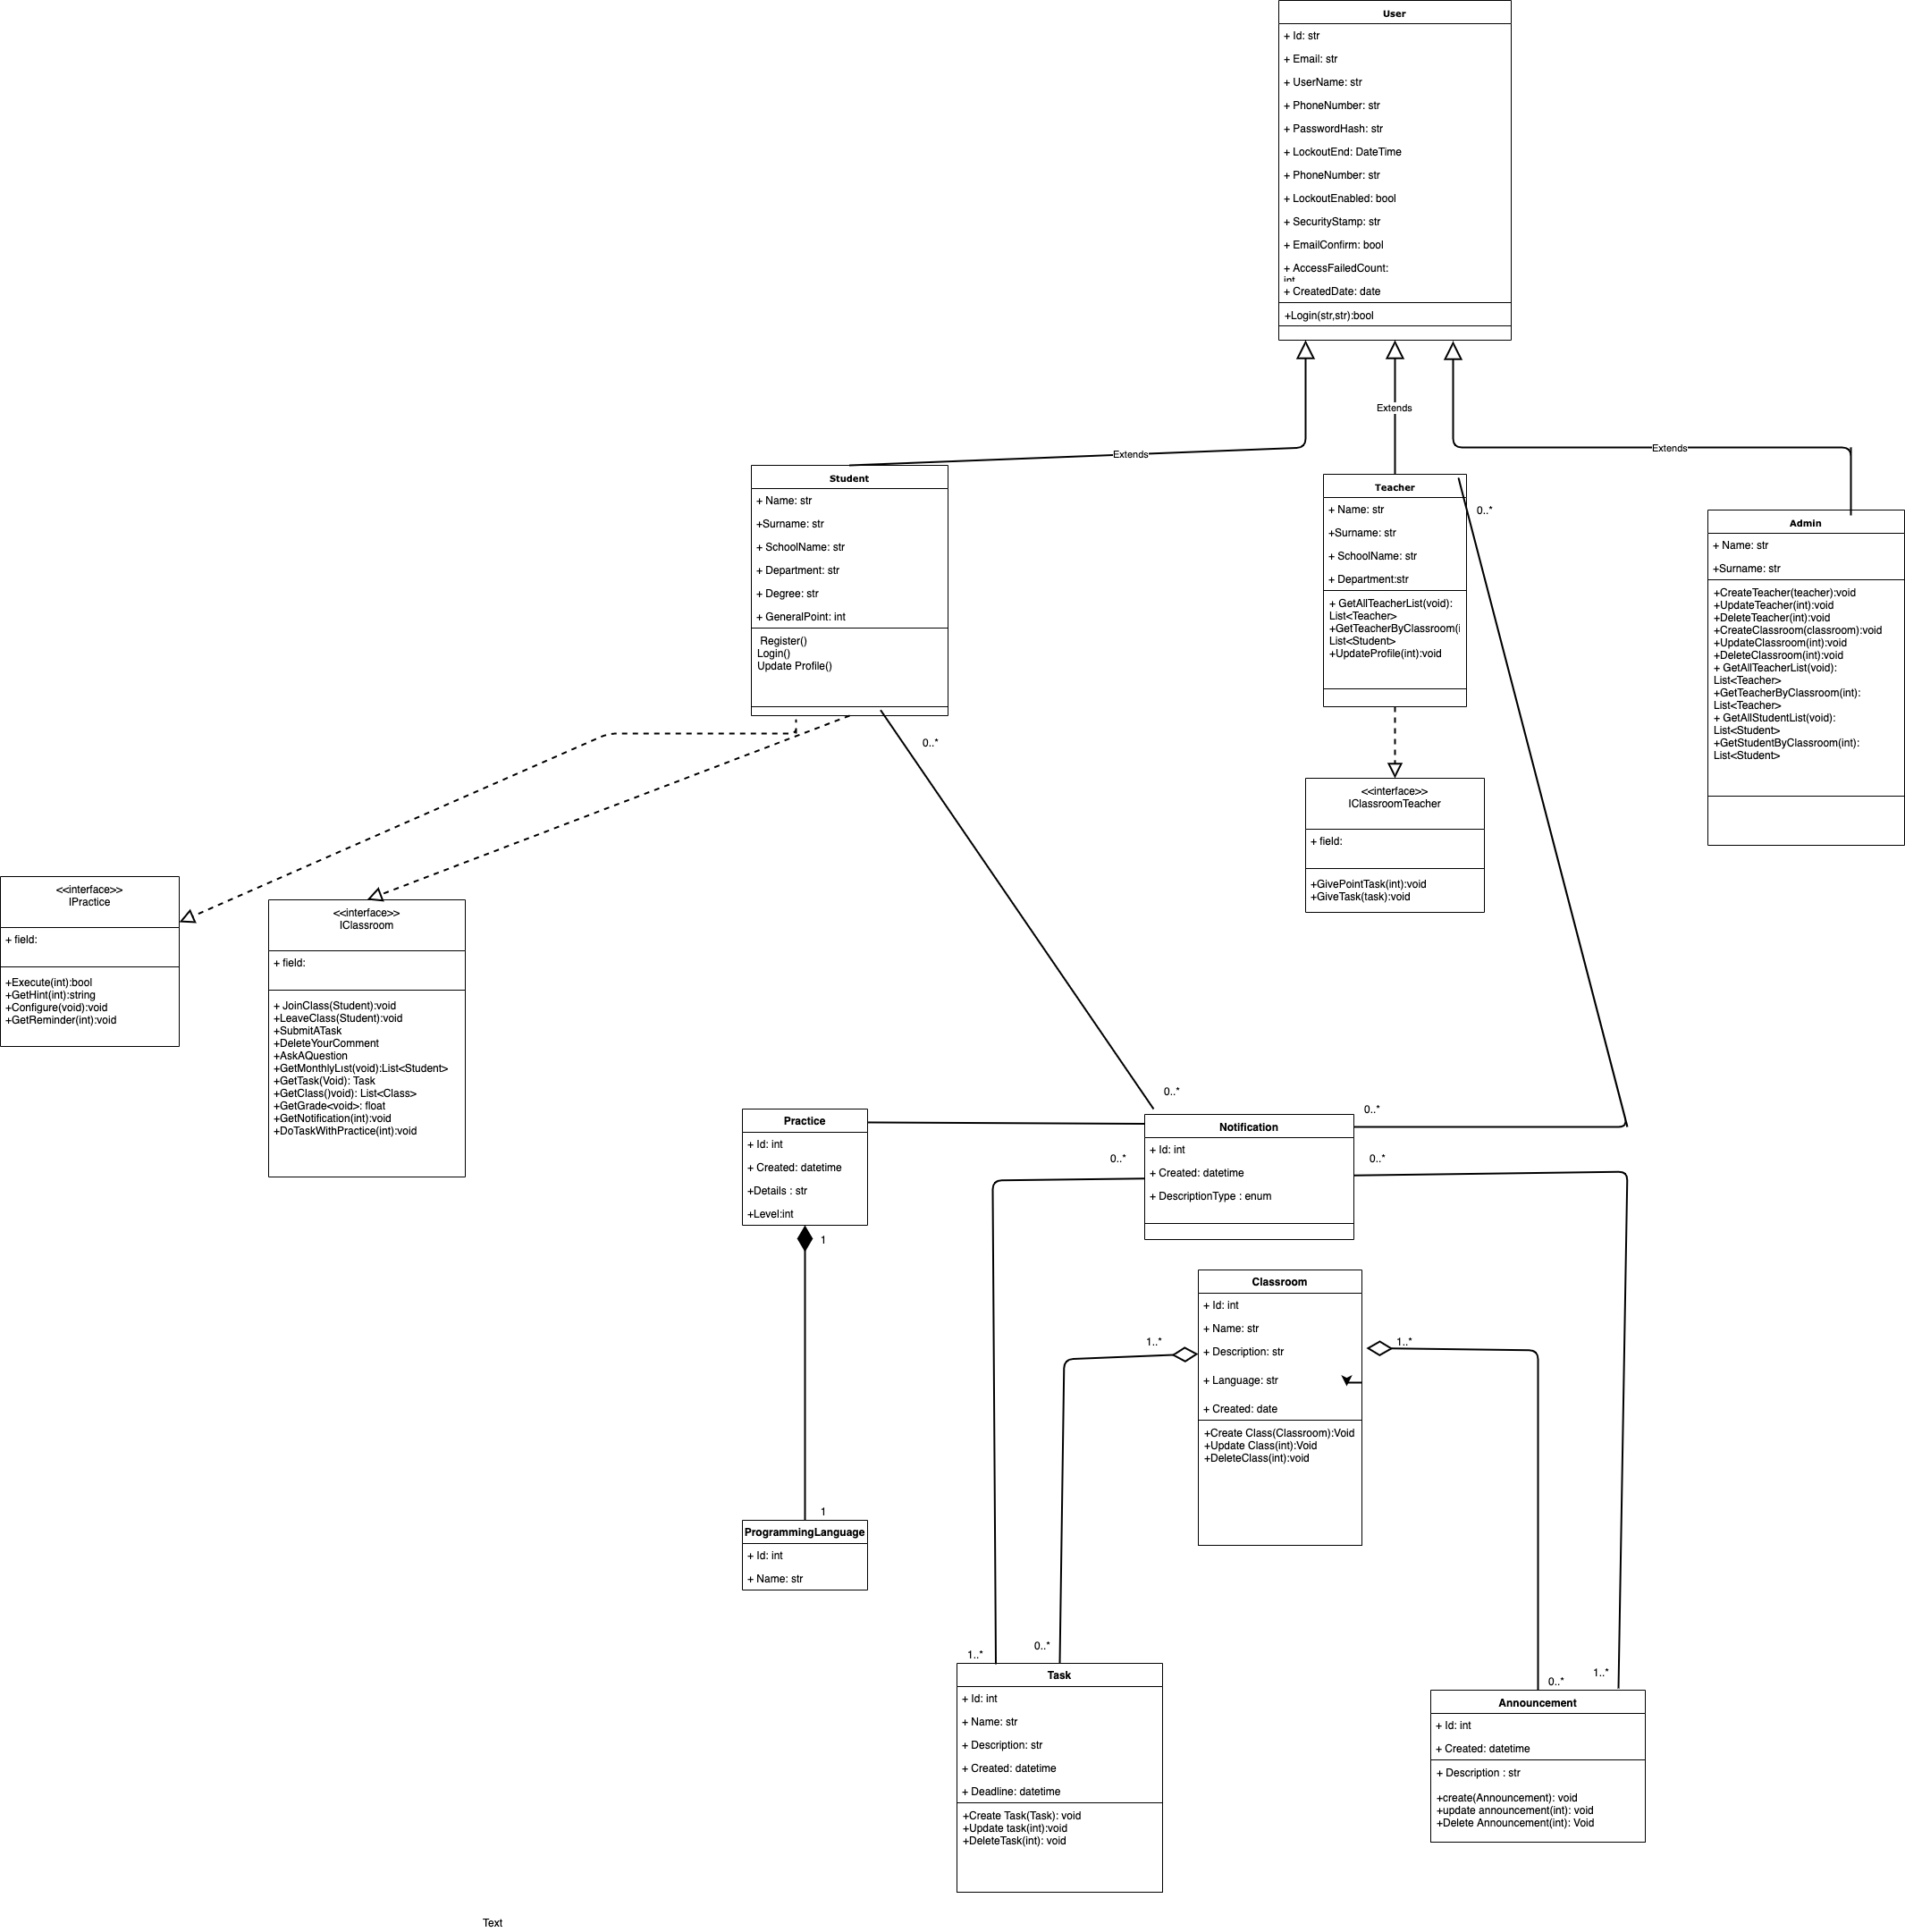 User
+ Id: str
+ Email: str
+ UserName: str
+ PhoneNumber: str
+ PasswordHash: str
+ LockoutEnd: DateTime
+ PhoneNumber: str
+ LockoutEnabled: bool
+ SecurityStamp: str
+ EmailConfirm: bool
+ AccessFailedCount:
int
+ CreatedDate: date
+Login(str,str):bool
Extends
Extends
Extends
Student
+ Name: str
+Surname: str
+ SchoolName: str
+ Department: str
+ Degree: str
+ GeneralPoint: int
Register()
Login()
Update Profile()
0..*
Teacher
+ Name: str
+Surname: str
+ SchoolName: str
+ Department:str
+ GetAllTeacherList(void):
List<Teacher>
+GetTeacherByClassroom(i
List<Student>
+UpdateProfile(int):void
0..*
Admin
+ Name: str
+Surname: str
+CreateTeacher(teacher):void
+UpdateTeacher(int):void
+DeleteTeacher(int):void
+CreateClassroom(classroom):void
+UpdateClassroom(int):void
+DeleteClassroom(int):void
+ GetAllTeacherList(void):
List<Teacher>
+GetTeacherByClassroom(int):
List<Teacher>
+ GetAllStudentList(void):
List<Student>
+GetStudentByClassroom(int):
List<Student>
<<interface>>
IClassroomTeacher
+ field:
+GivePointTask(int):void
+GiveTask(task):void
<<interface>>
IPractice
+ field:
+Execute(int):bool
+GetHint(int):string
+Configure(void):void
+GetReminder(int):void
<<interface>>
IClassroom
+ field:
+ JoinClass(Student):void
+LeaveClass(Student):void
+SubmitATask
+DeleteYourComment
+AskAQuestion
+GetMonthlyLıst(void):List<Student>
+GetTask(Void): Task
+GetClass()void): List<Class>
+GetGrade<void>: float
+GetNotification(int):void
+DoTaskWithPractice(int):void
Practice
+ Id: int
+ Created: datetime
+Details : str
+Level:int
1
1
ProgrammingLanguage
+ Id: int
+ Name: str
0..*
0..*
0..*
0..*
Notification
+ Id: int
+ Created: datetime
+ DescriptionType : enum
Classroom
+ Id: int
+ Name: str
+ Description: str
+ Language: str
+ Created: date
+Create Class(Classroom):Void
+Update Class(int):Void
+DeleteClass(int):void
1..*
1..*
1..*
0..*
Task
+ Id: int
+ Name: str
+ Description: str
+ Created: datetime
+ Deadline: datetime
+Create Task(Task): void
+Update task(int):void
+DeleteTask(int): void
0..*
1..*
Announcement
+ Id: int
+ Created: datetime
+ Description : str
+create(Announcement): void
+update announcement(int): void
+Delete Announcement(int): Void
Text